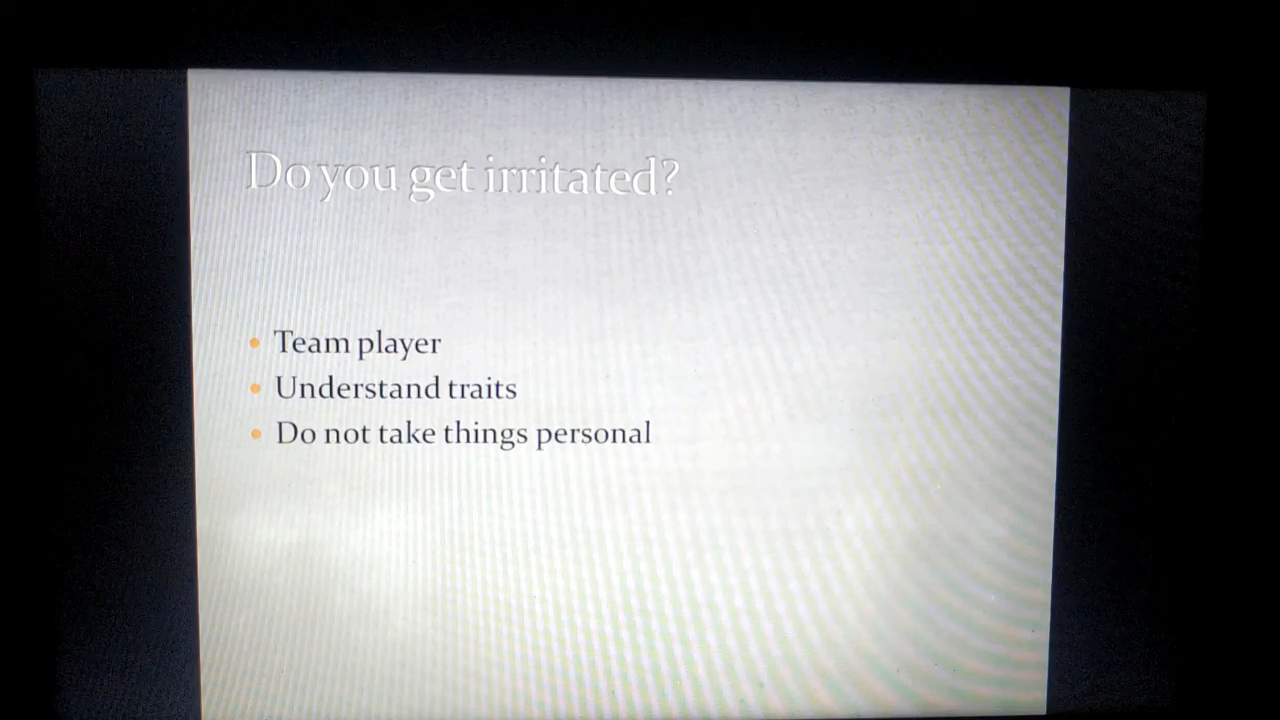 Do you get irritated?
Team player
Understand traits
Do not take things personal